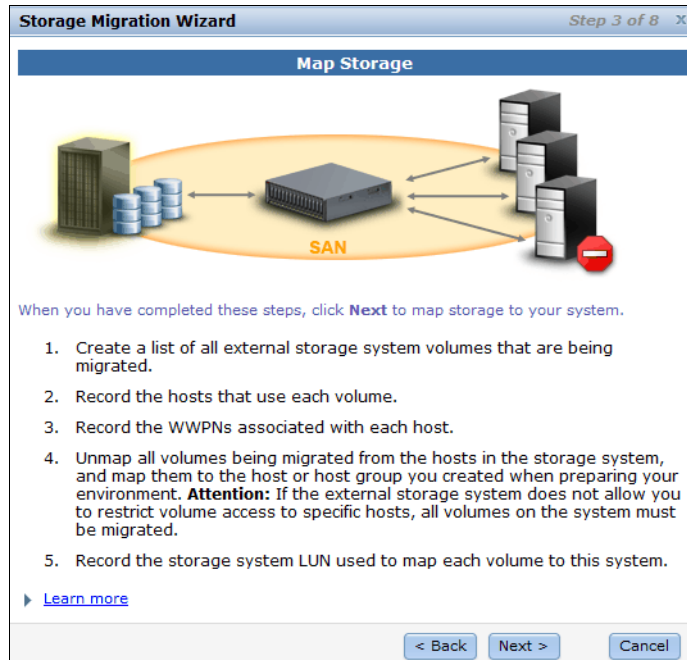 Storage Migration Wizard
Step 3 of 8 x
Map Storage
SAN
When you have completed these steps, click Next to map storage to your system.
1. Create a list of all external storage system volumes that are being
migrated.
2. Record the hosts that use each volume.
3. Record the WWPNs associated with each host.
4. Unmap all volumes being migrated from the hosts in the storage system,
and map them to the host or host group you created when preparing your
environment. Attention: If the external storage system does not allow you
to restrict volume access to specific hosts, all volumes on the system must
be migrated.
5. Record the storage system LUN used to map each volume to this system.
Learn more
< Back Next > Cancel